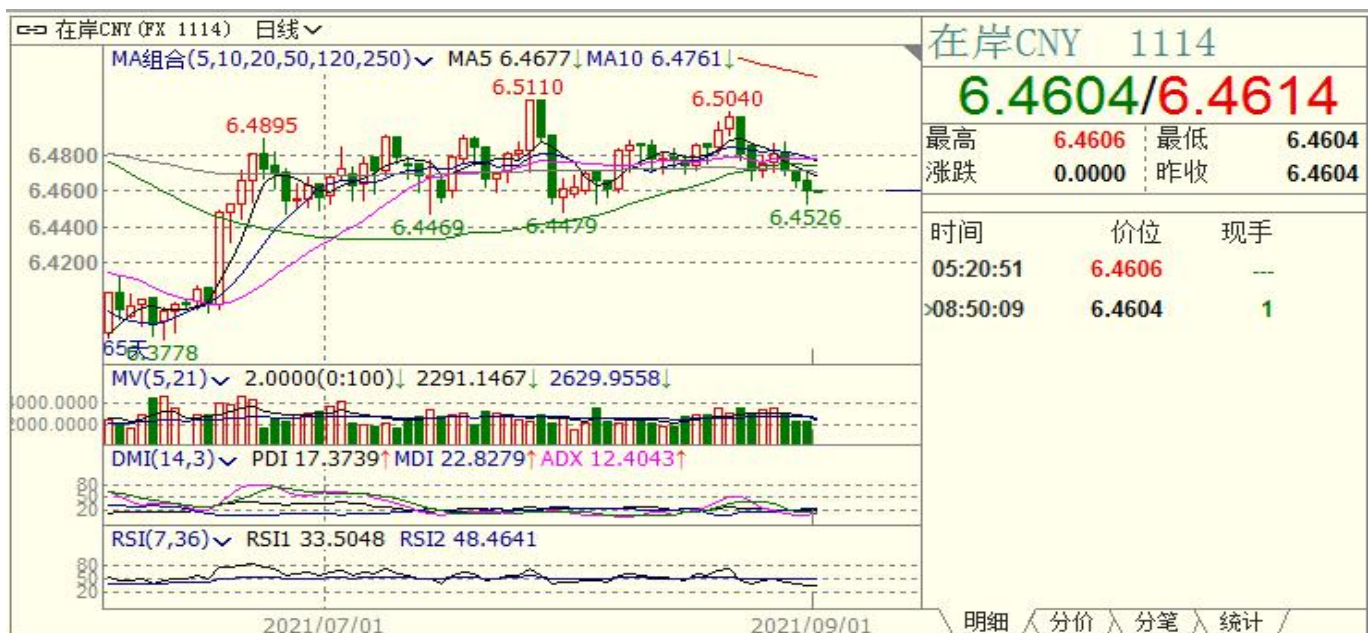 在岸CNY(FX 1114) 日线
MA组合(5,10,20,50,120,250) MA5 6.4677↓MA10 6.4761↓
6.5110
6.5040
6.4895
6.4800
6.4600
6.4400
6.4200
6.4469
6.4479
6.4526
65天
6.3778
MV(5,21) 2.0000(0:100)↓ 2291.1467↓ 2629.9558↓
4000.0000
2000.0000
DMI(14,3) PDI 17.3739↑MDI 22.8279↑ADX 12.4043↑
80
50
20
RSI(7,36) RSI1 33.5048 RSI2 48.4641
80
50
20
2021/07/01 2021/09/01
在岸CNY 1114
6.4604/6.4614
最高 6.4606 最低 6.4604
涨跌 0.0000 昨收 6.4604
时间 价位 现手
05:20:51 6.4606 ---
08:50:09 6.4604 1
明细 分价 分笔 统计